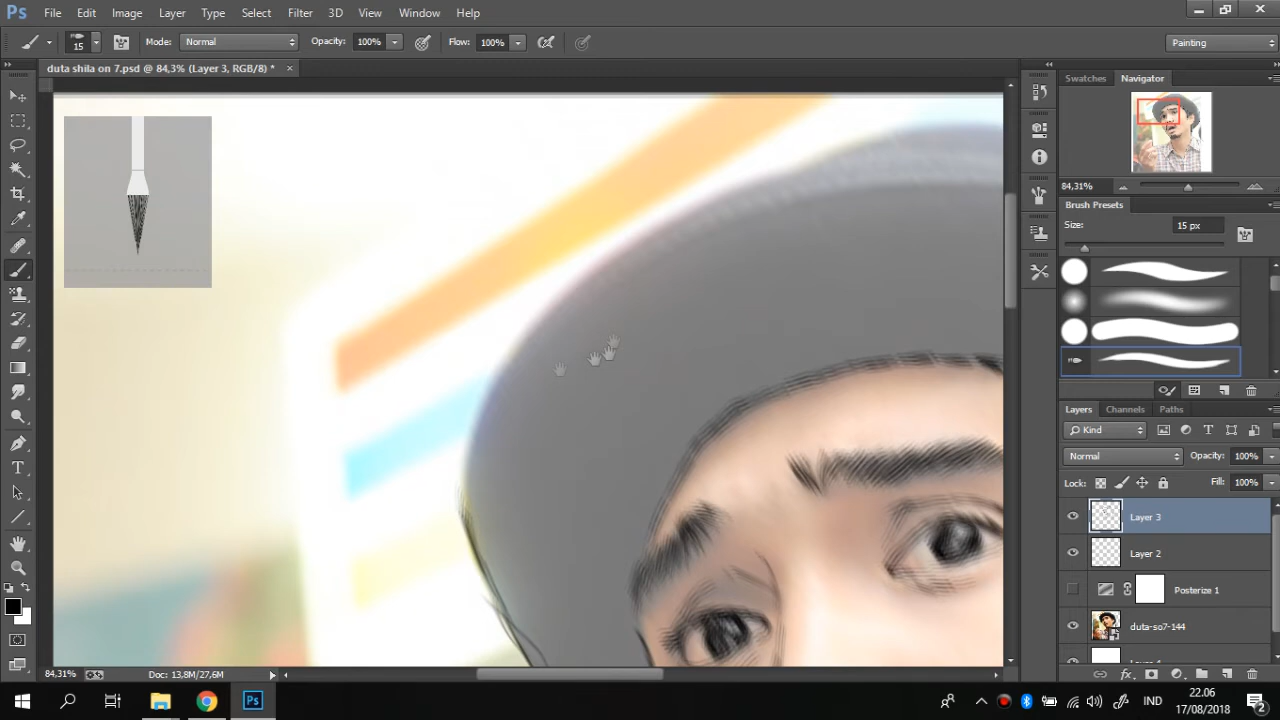 Ps File Edit Image Layer Type Select Filter 3D View Window Help
15 Mode: Normal Opacity: 100% Flow: 100% Painting
duta shila on 7.psd @ 84,3% (Layer 3, RGB/8) *
Swatches Navigator
84,31%
Brush Presets
Size: 15 px
Layers Channels Paths
Kind
Normal Opacity: 100%
Lock: Fill: 100%
Layer 3
Layer 2
Posterize 1
duta-so7-144
84,31% Doc: 13,8M/27,6M
Ps IND 22.06
17/08/2018 2